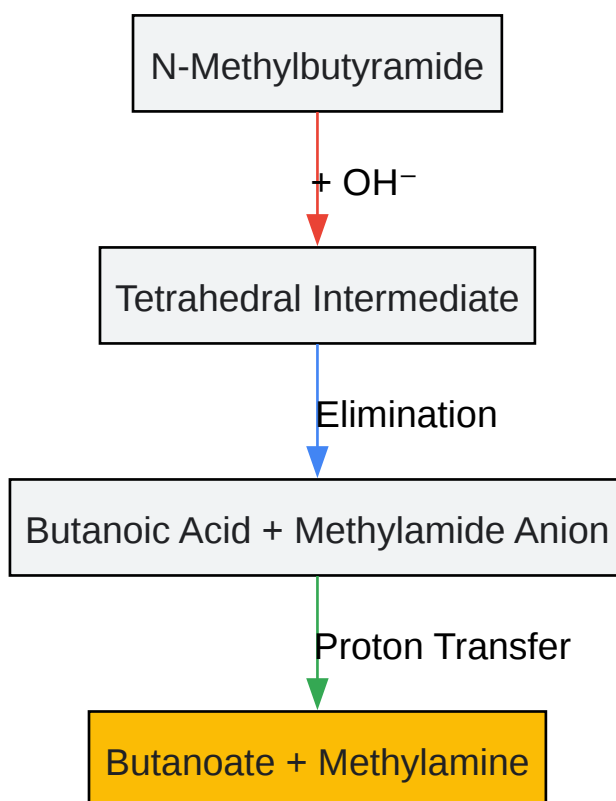 N-Methylbutyramide
+ OH⁻
Tetrahedral Intermediate
Elimination
Butanoic Acid + Methylamide Anion
Proton Transfer
Butanoate + Methylamine